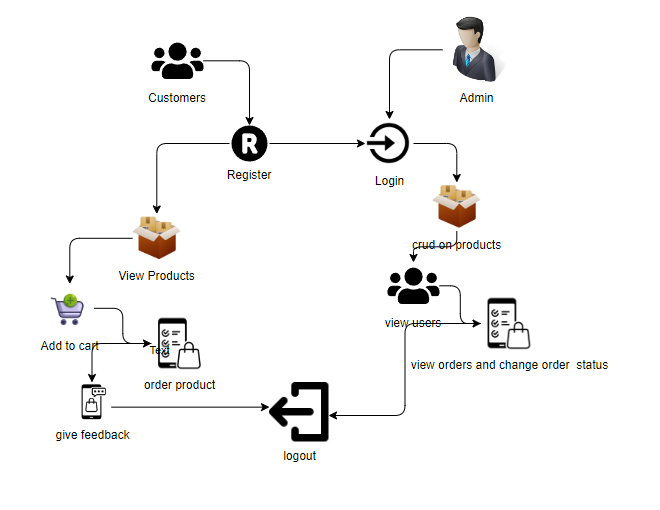 Customers
Admin
R
Register
Login
crud on products
View Products
view users
Add to cart
Text
view orders and change order  status
order product
give feedback
logout